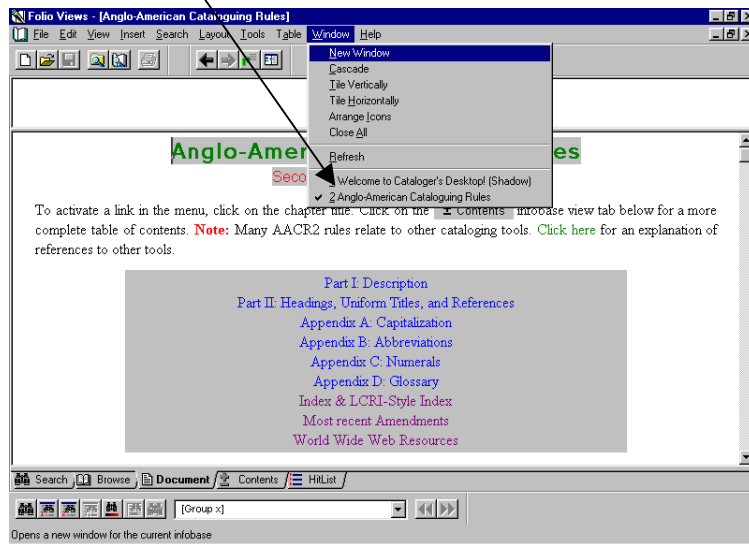 Folio Views - [Anglo-American Cataloguing Rules]
File Edit View Insert Search Layout Tools Table Window Help
New Window
Cascade
Tile Vertically
Tile Horizontally
Arrange Icons
Close All
Refresh
Welcome to Cataloger's Desktop! (Shadow)
✓ 2 Anglo-American Cataloguing Rules
Anglo-Amer es
Seco
To activate a link in the menu, click on the chapter title. Click on the Contents infobase view tab below for a more
complete table of contents. Note: Many AACR2 rules relate to other cataloging tools. Click here for an explanation of
references to other tools.
Part I: Description
Part II: Headings, Uniform Titles, and References
Appendix A: Capitalization
Appendix B: Abbreviations
Appendix C: Numerals
Appendix D: Glossary
Index & LCRI-Style Index
Most recent Amendments
World Wide Web Resources
Search Browse Document Contents HitList
[Group x]
Opens a new window for the current infobase